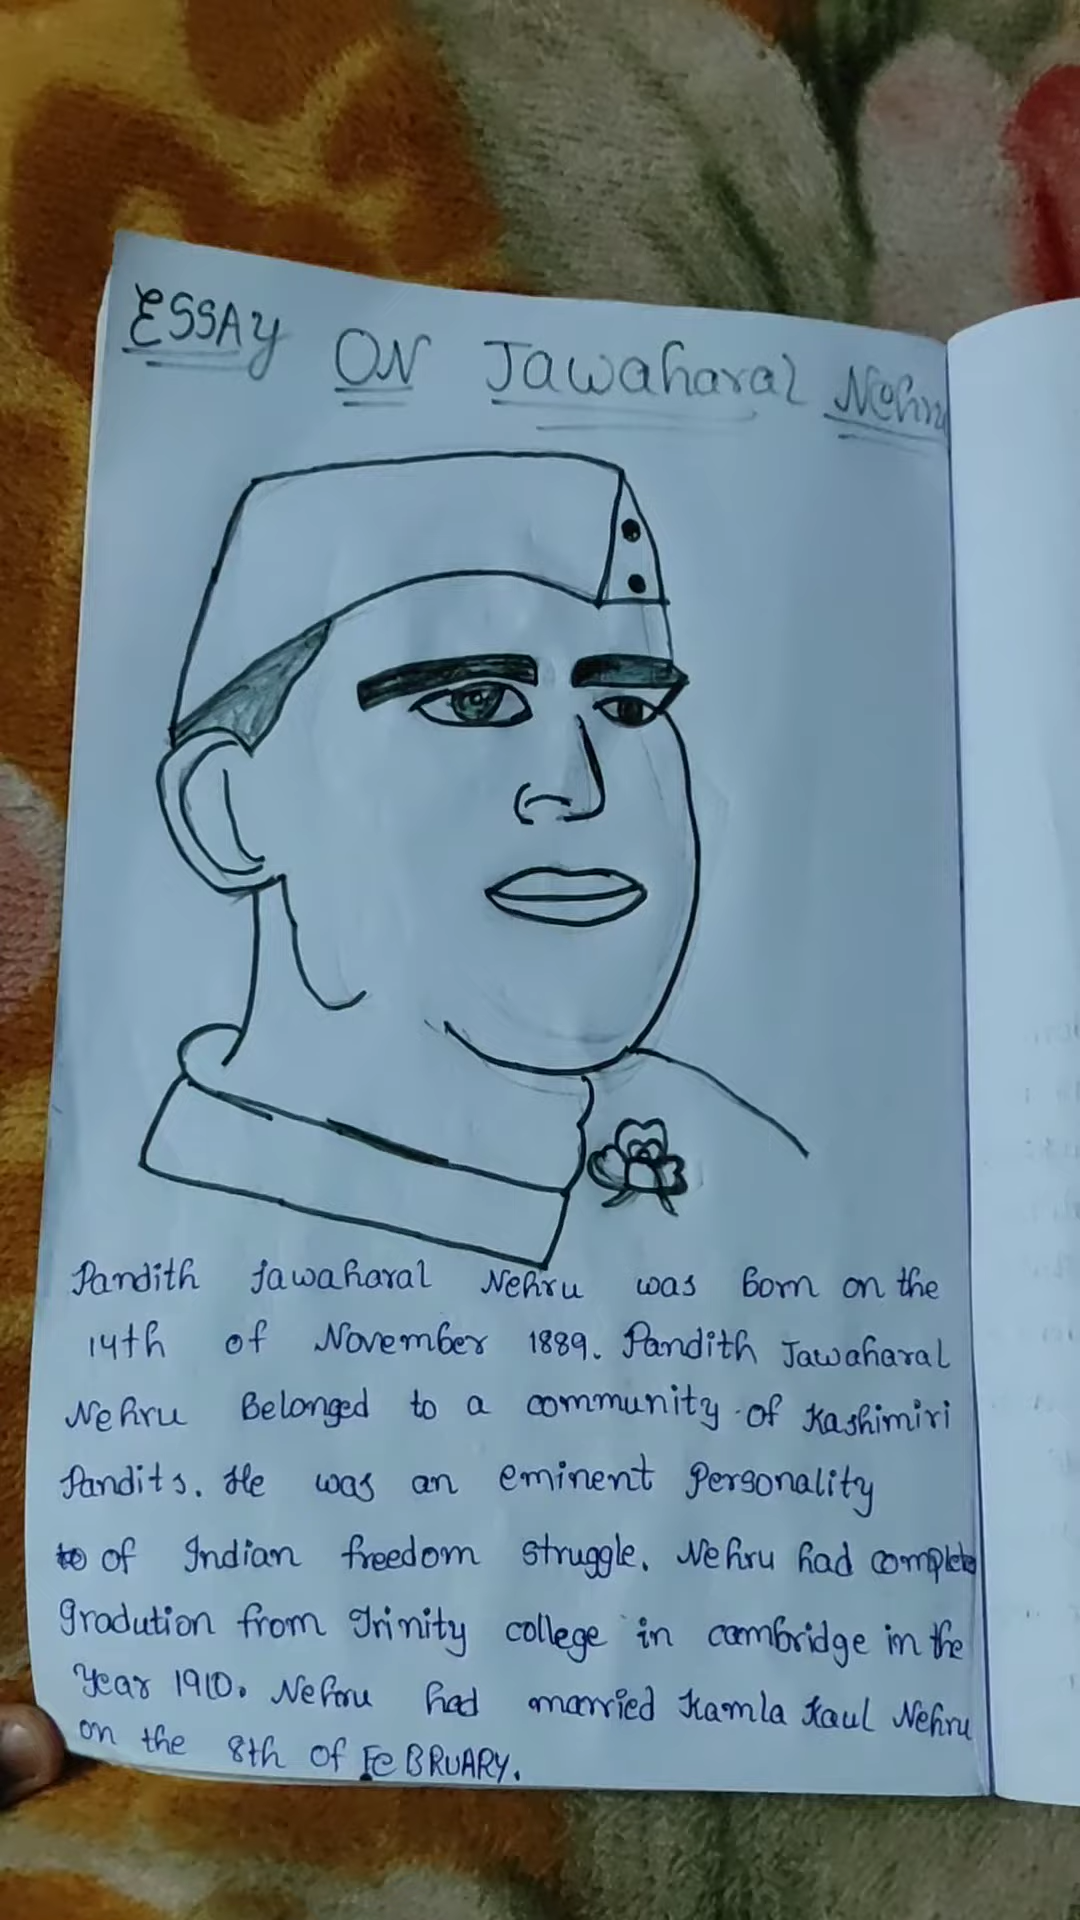 ESSAY ON Jawaharal Nehru
Pandith Jawaharal Nehru was born on the
14th of November 1889. Pandith Jawaharal
Nehru Belonged to a community of Kashimiri
Pandits. He was an eminent Personality
to of Indian freedom struggle. Nehru had complete
gradution from Trinity college in cambridge in the
Year 1910. Nehru had married Kamla Kaul Nehru
on the 8th of FeBRUARY.